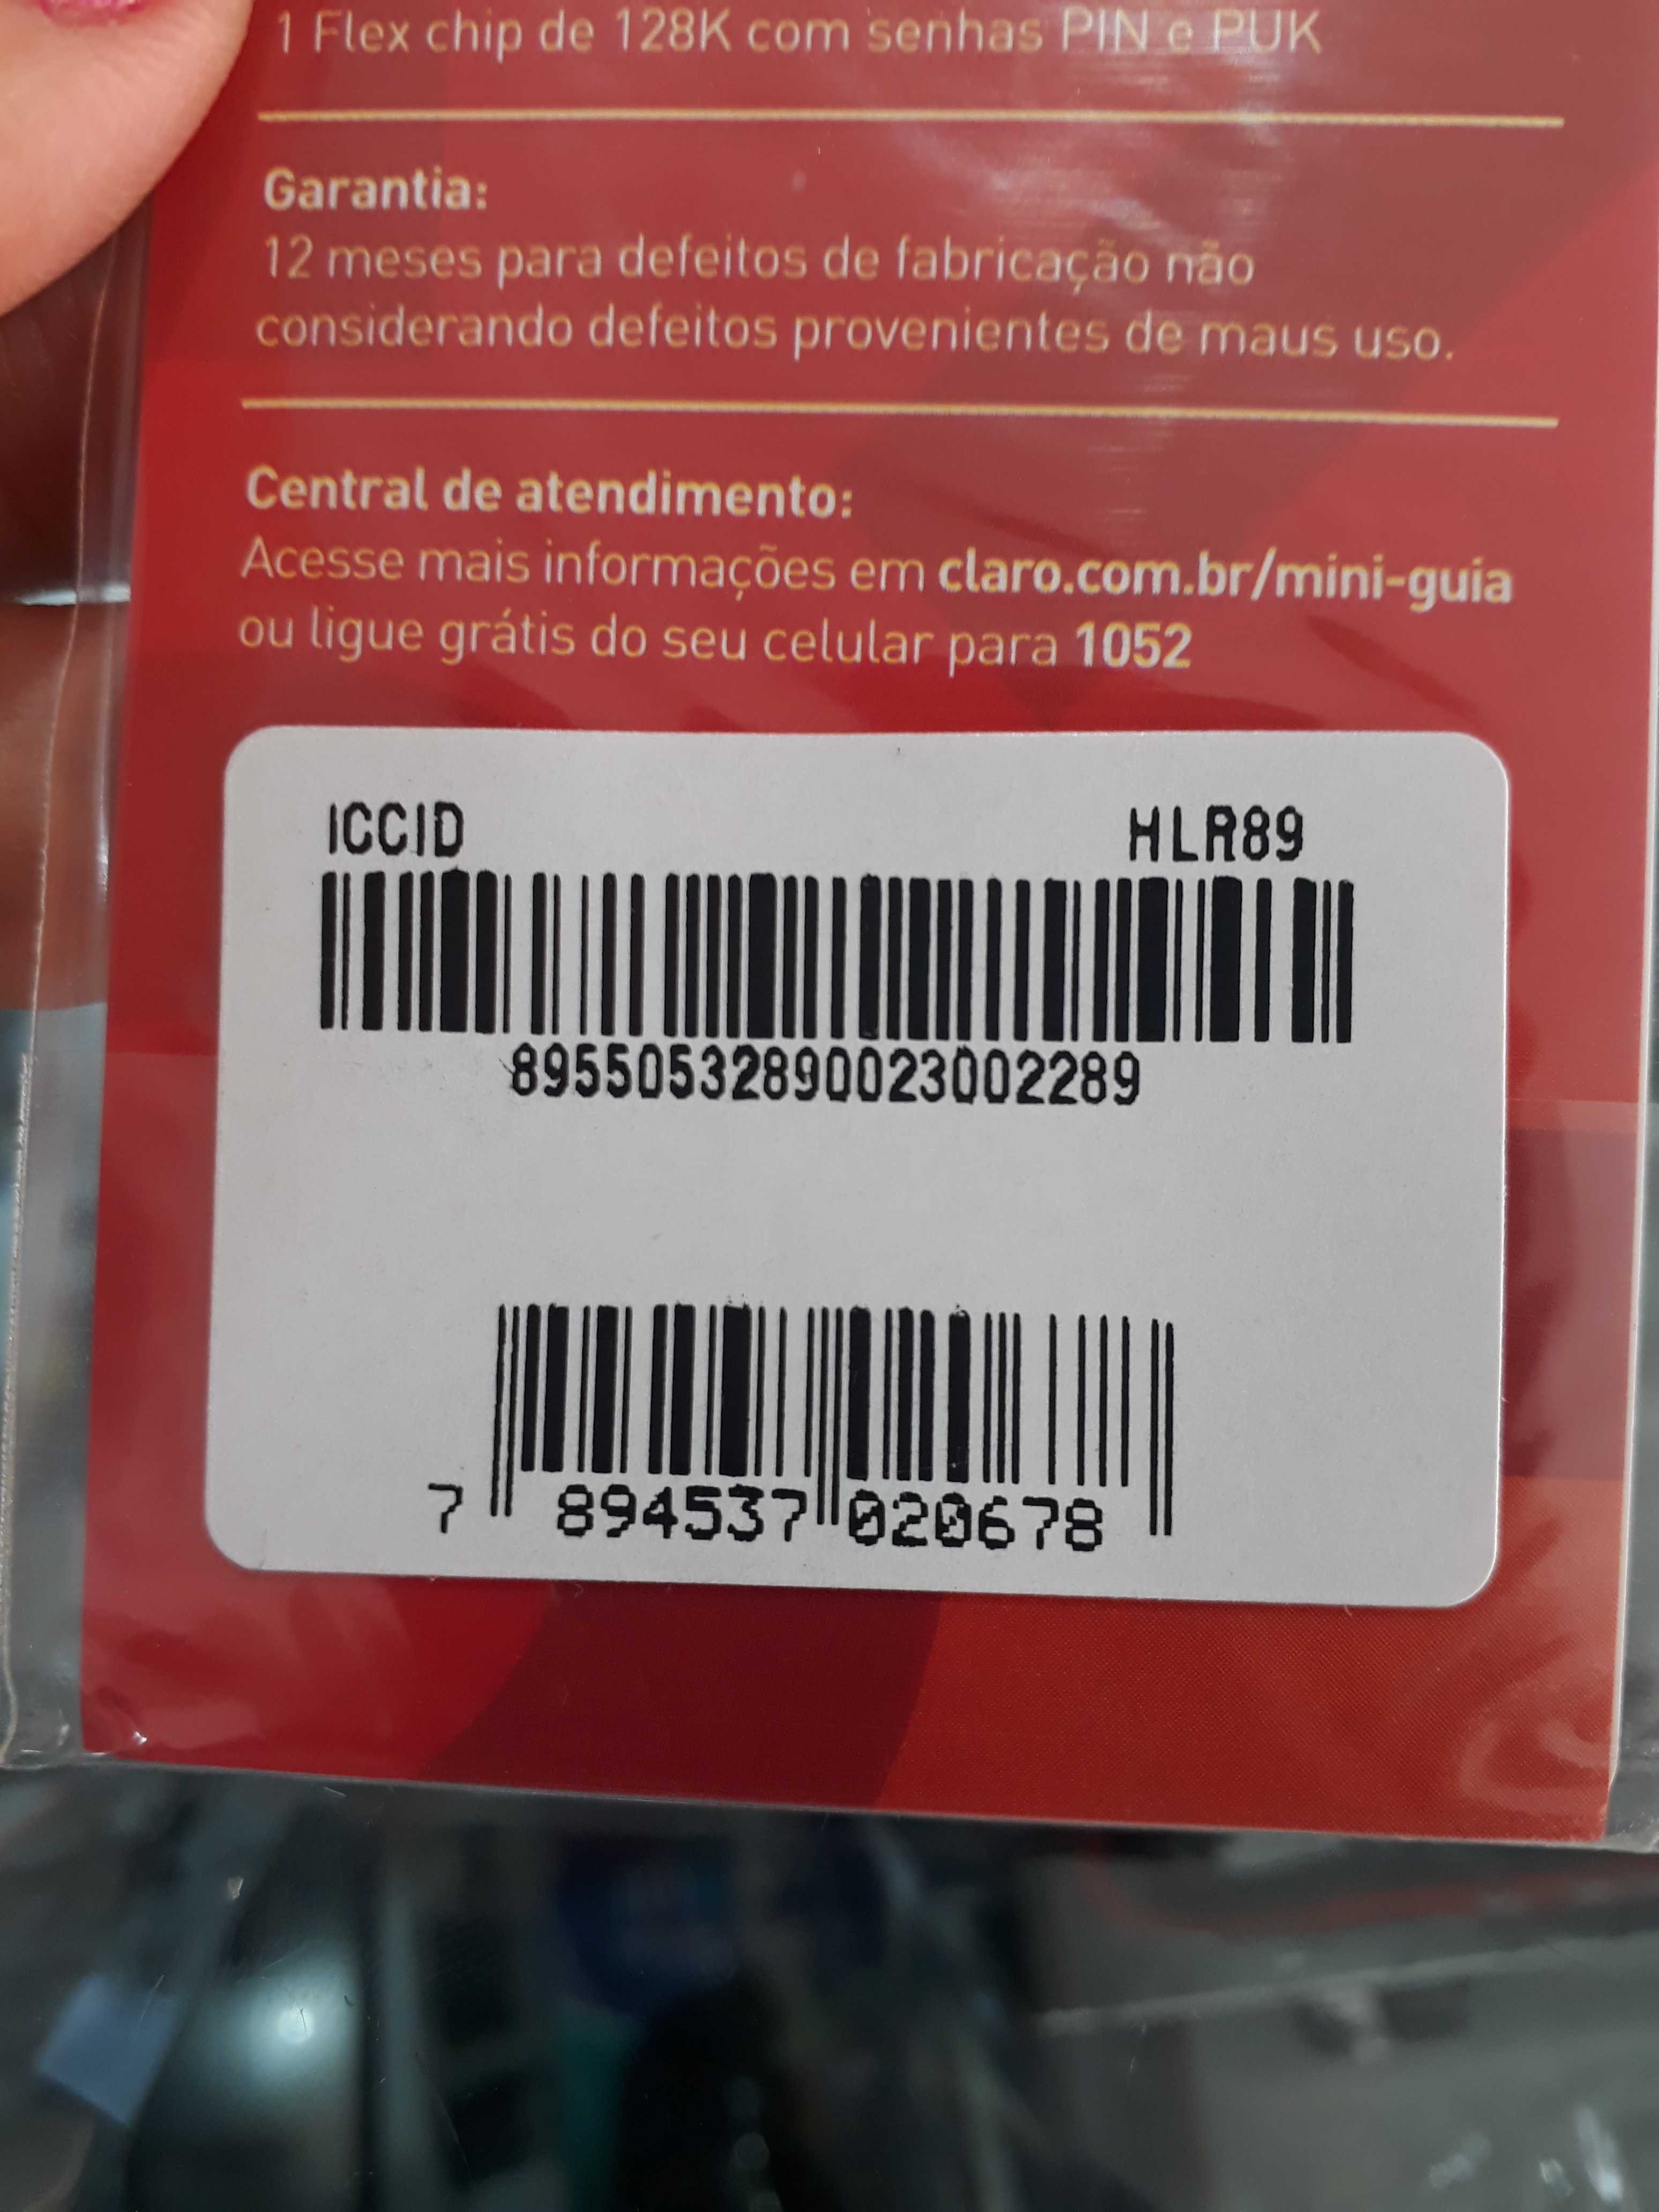 1 Flex chip de 128K com senhas PIN e PUK
Garantia:
12 meses para defeitos de fabricação não
considerando defeitos provenientes de maus uso.
Central de atendimento:
Acesse mais informações em claro.com.br/mini-guia
ou ligue grátis do seu celular para 1052
ICCID HLR89
89550532890023002289
7 894537 020678